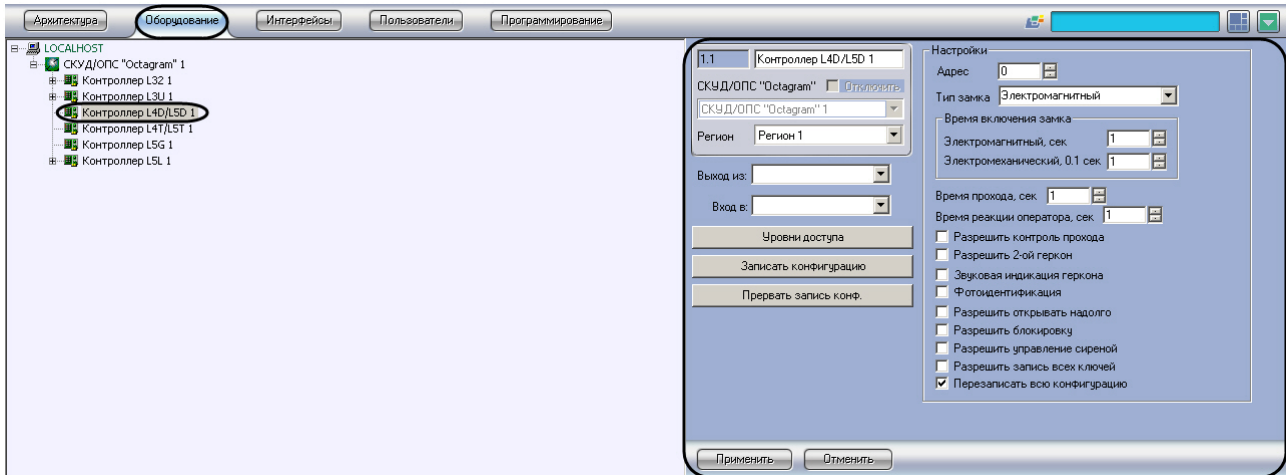 Архитектура Оборудование Интерфейсы Пользователи Программирование
LOCALHOST
СКУД/ОПС "Octagram" 1
Контроллер L32 1
Контроллер L3U 1
Контроллер L4D/L5D 1
Контроллер L4T/L5T 1
Контроллер L5G 1
Контроллер L5L 1
1.1 Контроллер L4D/L5D 1
СКУД/ОПС "Octagram" Отключить
СКУД/ОПС "Octagram" 1
Регион Регион 1
Выход из:
Вход в:
Уровни доступа
Записать конфигурацию
Прервать запись конф.
Настройки
Адрес 0
Тип замка Электромагнитный
Время включения замка
Электромагнитный, сек 1
Электромеханический, 0.1 сек 1
Время прохода, сек 1
Время реакции оператора, сек 1
Разрешить контроль прохода
Разрешить 2-ой геркон
Звуковая индикация геркона
Фотоидентификация
Разрешить открывать надолго
Разрешить блокировку
Разрешить управление сиреной
Разрешить запись всех ключей
Перезаписать всю конфигурацию
Применить Отменить